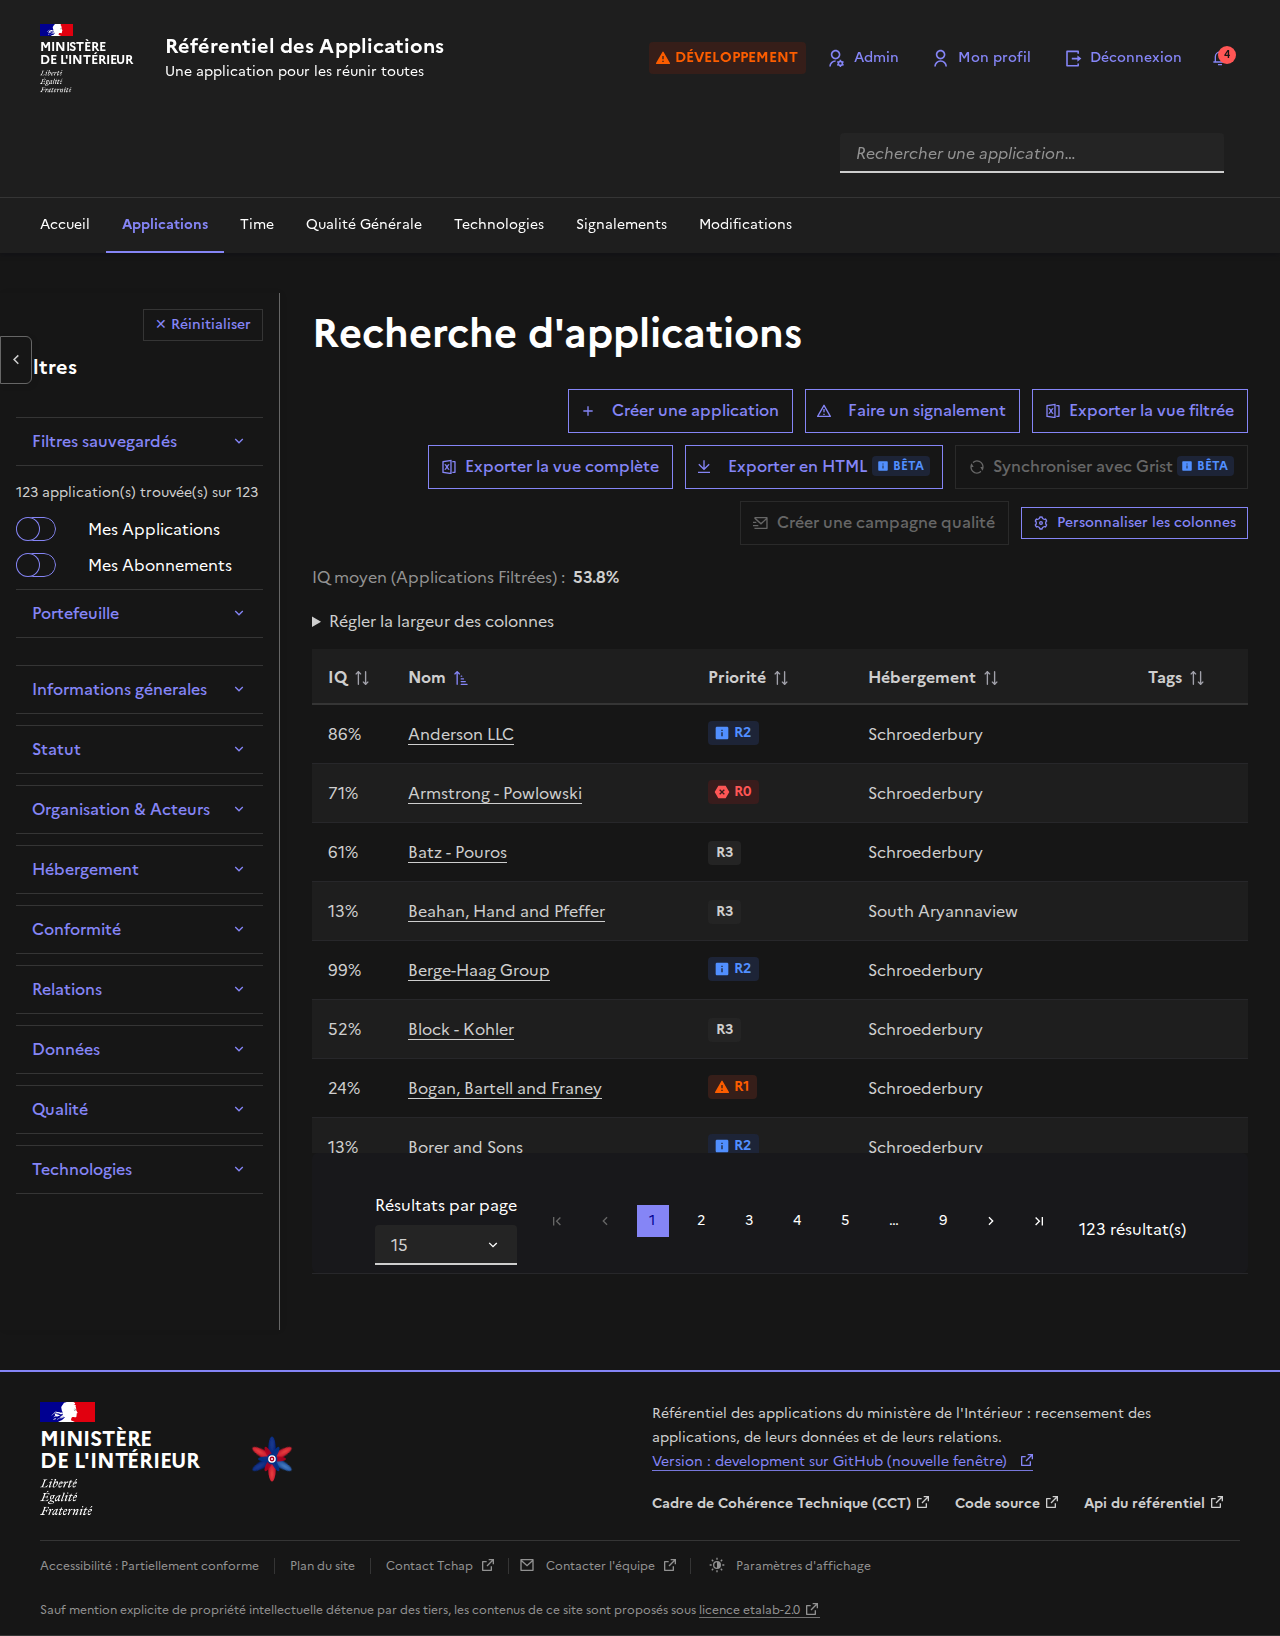 MINISTÈRE
DE L'INTÉRIEUR
Liberté
Égalité
Fraternité
Référentiel des Applications
Une application pour les réunir toutes
DÉVELOPPEMENT
Admin
Mon profil
Déconnexion
4
Rechercher une application...
Accueil
Applications
Time
Qualité Générale
Technologies
Signalements
Modifications
Réinitialiser
ltres
Filtres sauvegardés
123 application(s) trouvée(s) sur 123
Mes Applications
Mes Abonnements
Portefeuille
Informations génerales
Statut
Organisation & Acteurs
Hébergement
Conformité
Relations
Données
Qualité
Technologies
Recherche d'applications
Créer une application
Faire un signalement
Exporter la vue filtrée
Exporter la vue complète
Exporter en HTML BÊTA
Synchroniser avec Grist BÊTA
Créer une campagne qualité
Personnaliser les colonnes
IQ moyen (Applications Filtrées) : 53.8%
Régler la largeur des colonnes
IQ Nom Priorité Hébergement Tags
86% Anderson LLC R2 Schroederbury
71% Armstrong - Powlowski R0 Schroederbury
61% Batz - Pouros R3 Schroederbury
13% Beahan, Hand and Pfeffer R3 South Aryannaview
99% Berge-Haag Group R2 Schroederbury
52% Block - Kohler R3 Schroederbury
24% Bogan, Bartell and Franey R1 Schroederbury
13% Borer and Sons R2 Schroederbury
Résultats par page
15
1 2 3 4 5 … 9
123 résultat(s)
MINISTÈRE
DE L'INTÉRIEUR
Liberté
Égalité
Fraternité
Référentiel des applications du ministère de l'Intérieur : recensement des
applications, de leurs données et de leurs relations.
Version : development sur GitHub (nouvelle fenêtre)
Cadre de Cohérence Technique (CCT)
Code source
Api du référentiel
Accessibilité : Partiellement conforme
Plan du site
Contact Tchap
Contacter l'équipe
Paramètres d'affichage
Sauf mention explicite de propriété intellectuelle détenue par des tiers, les contenus de ce site sont proposés sous licence etalab-2.0